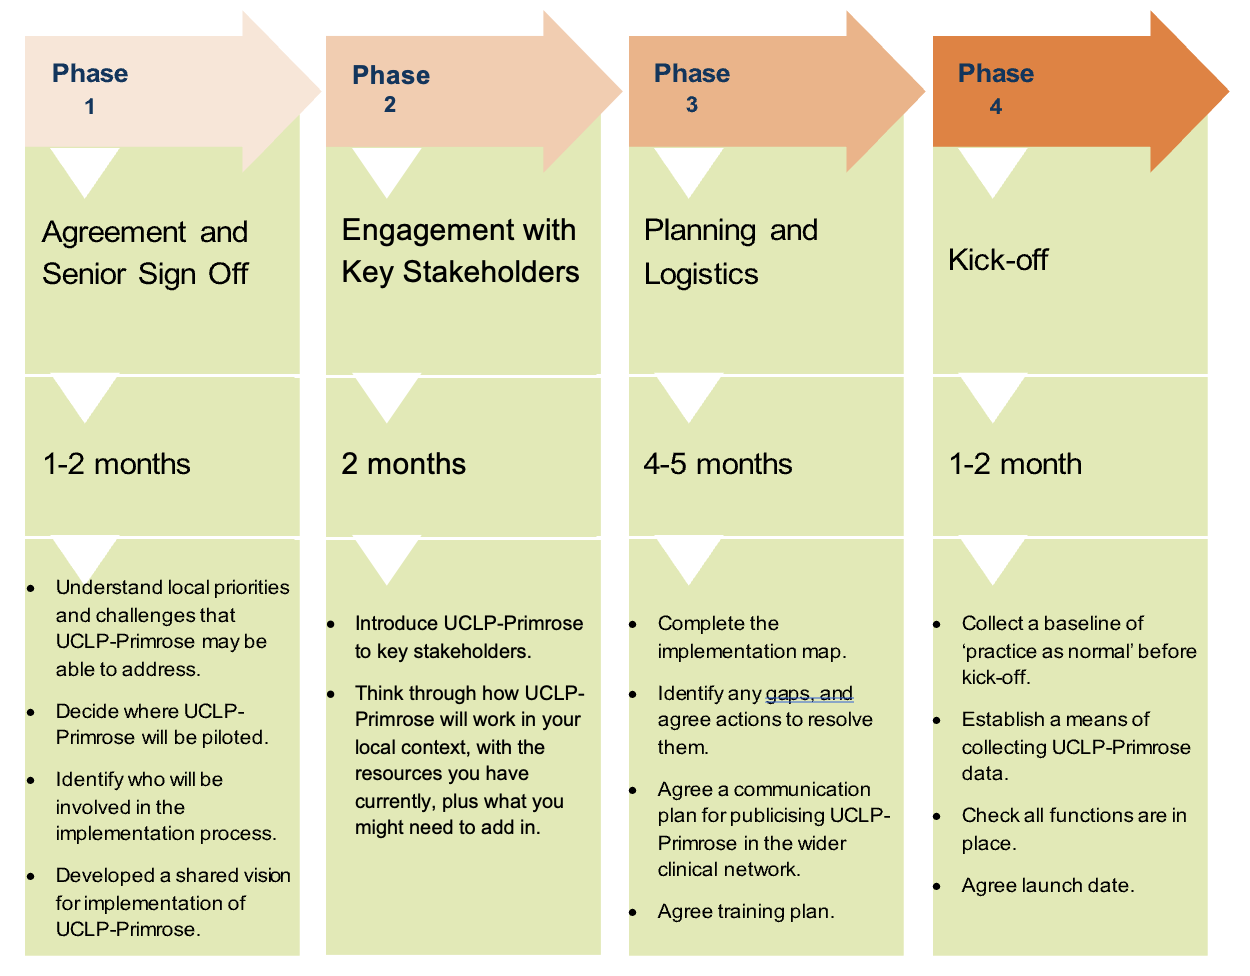 Phase
1
Agreement and
Senior Sign Off
1-2 months
• Understand local priorities
and challenges that
UCLP-Primrose may be
able to address.
• Decide where UCLP-
Primrose will be piloted.
• Identify who will be
involved in the
implementation process.
• Developed a shared vision
for implementation of
UCLP-Primrose.
Phase
2
Engagement with
Key Stakeholders
2 months
• Introduce UCLP-Primrose
to key stakeholders.
• Think through how UCLP-
Primrose will work in your
local context, with the
resources you have
currently, plus what you
might need to add in.
Phase
3
Planning and
Logistics
4-5 months
• Complete the
implementation map.
• Identify any gaps, and
agree actions to resolve
them.
• Agree a communication
plan for publicising UCLP-
Primrose in the wider
clinical network.
• Agree training plan.
Phase
4
Kick-off
1-2 month
• Collect a baseline of
‘practice as normal’ before
kick-off.
• Establish a means of
collecting UCLP-Primrose
data.
• Check all functions are in
place.
• Agree launch date.